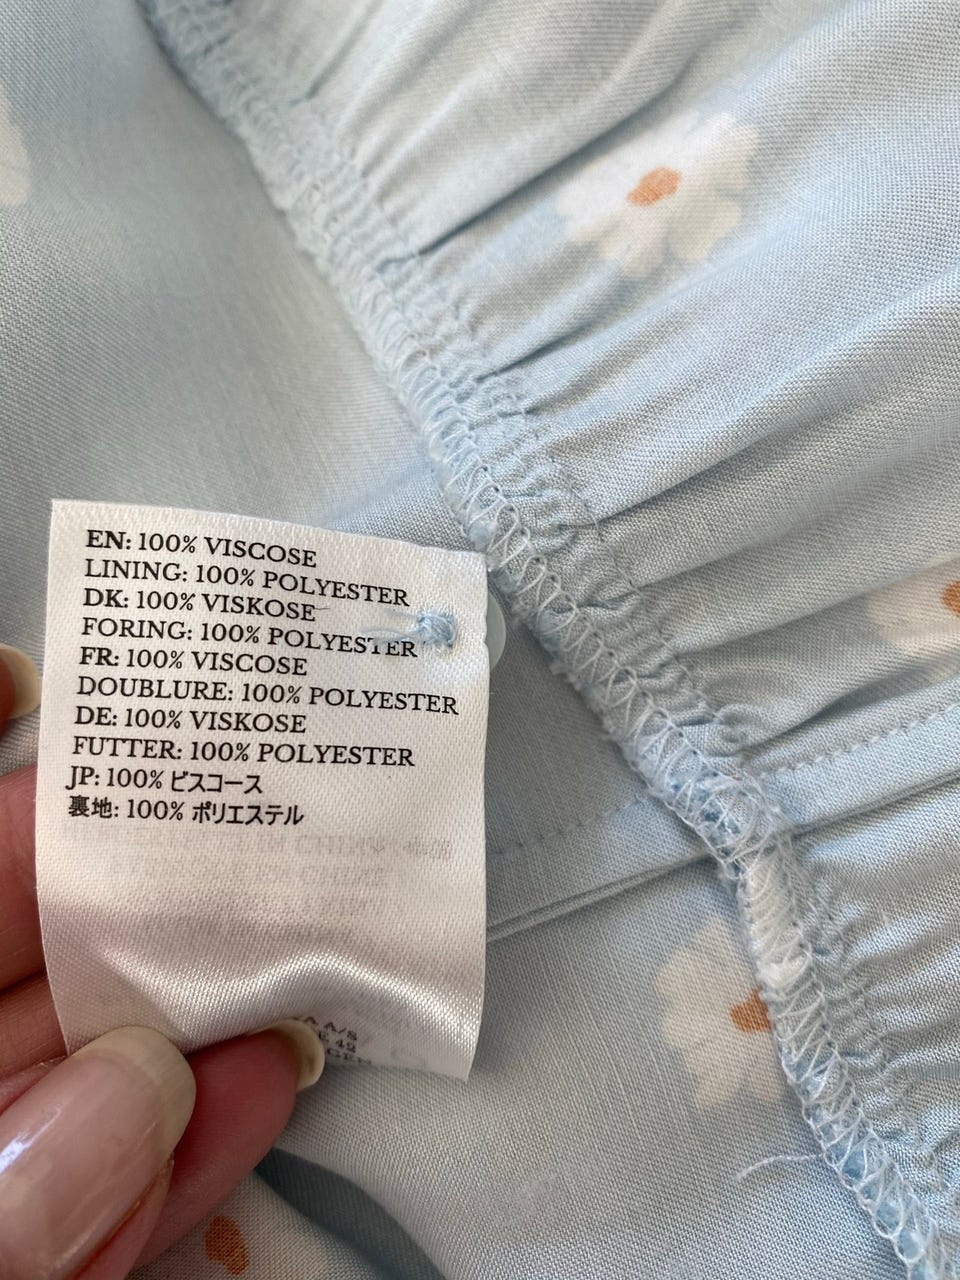 EN: 100% VISCOSE
LINING: 100% POLYESTER
DK: 100% VISKOSE
FORING: 100% POLYESTER
FR: 100% VISCOSE
DOUBLURE: 100% POLYESTER
DE: 100% VISKOSE
FUTTER: 100% POLYESTER
JP: 100% ビスコース
裏地: 100% ポリエステル
A/S
42